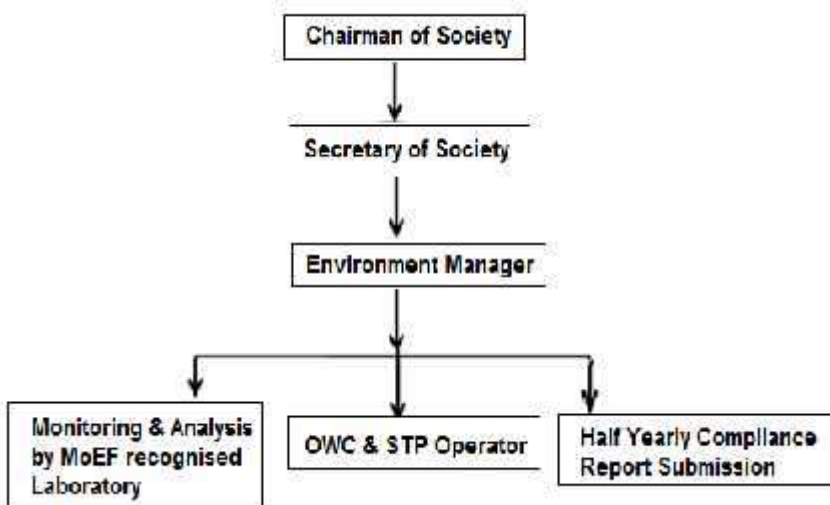 Chairman of Society
Secretary of Society
Environment Manager
Monitoring & Analysis
by MoEF recognised
Laboratory
OWC & STP Operator
Half Yearly Compliance
Report Submission